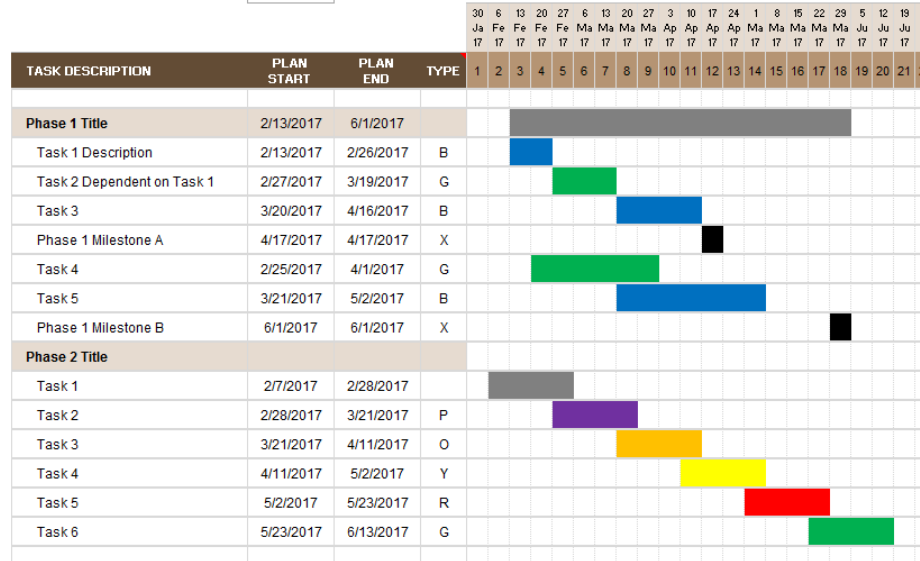 30 6 13 20 27 6 13 20 27 3 10 17 24 1 8 15 22 29 5 12 19
Ja Fe Fe Fe Fe Ma Ma Ma Ma Ap Ap Ap Ap Ma Ma Ma Ma Ma Ju Ju Ju
17 17 17 17 17 17 17 17 17 17 17 17 17 17 17 17 17 17 17 17 17
TASK DESCRIPTION PLAN START PLAN END TYPE 1 2 3 4 5 6 7 8 9 10 11 12 13 14 15 16 17 18 19 20 21
Phase 1 Title 2/13/2017 6/1/2017
Task 1 Description 2/13/2017 2/26/2017 B
Task 2 Dependent on Task 1 2/27/2017 3/19/2017 G
Task 3 3/20/2017 4/16/2017 B
Phase 1 Milestone A 4/17/2017 4/17/2017 X
Task 4 2/25/2017 4/1/2017 G
Task 5 3/21/2017 5/2/2017 B
Phase 1 Milestone B 6/1/2017 6/1/2017 X
Phase 2 Title
Task 1 2/7/2017 2/28/2017
Task 2 2/28/2017 3/21/2017 P
Task 3 3/21/2017 4/11/2017 O
Task 4 4/11/2017 5/2/2017 Y
Task 5 5/2/2017 5/23/2017 R
Task 6 5/23/2017 6/13/2017 G